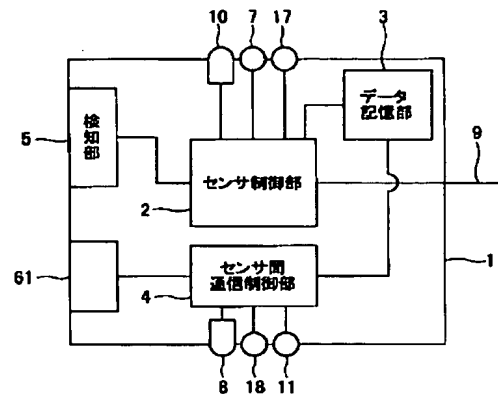 10 7 17
3
データ
記憶部
検
知
部
5
9
センサ制御部
2
センサ間
通信制御部
4
61
1
8 18 11